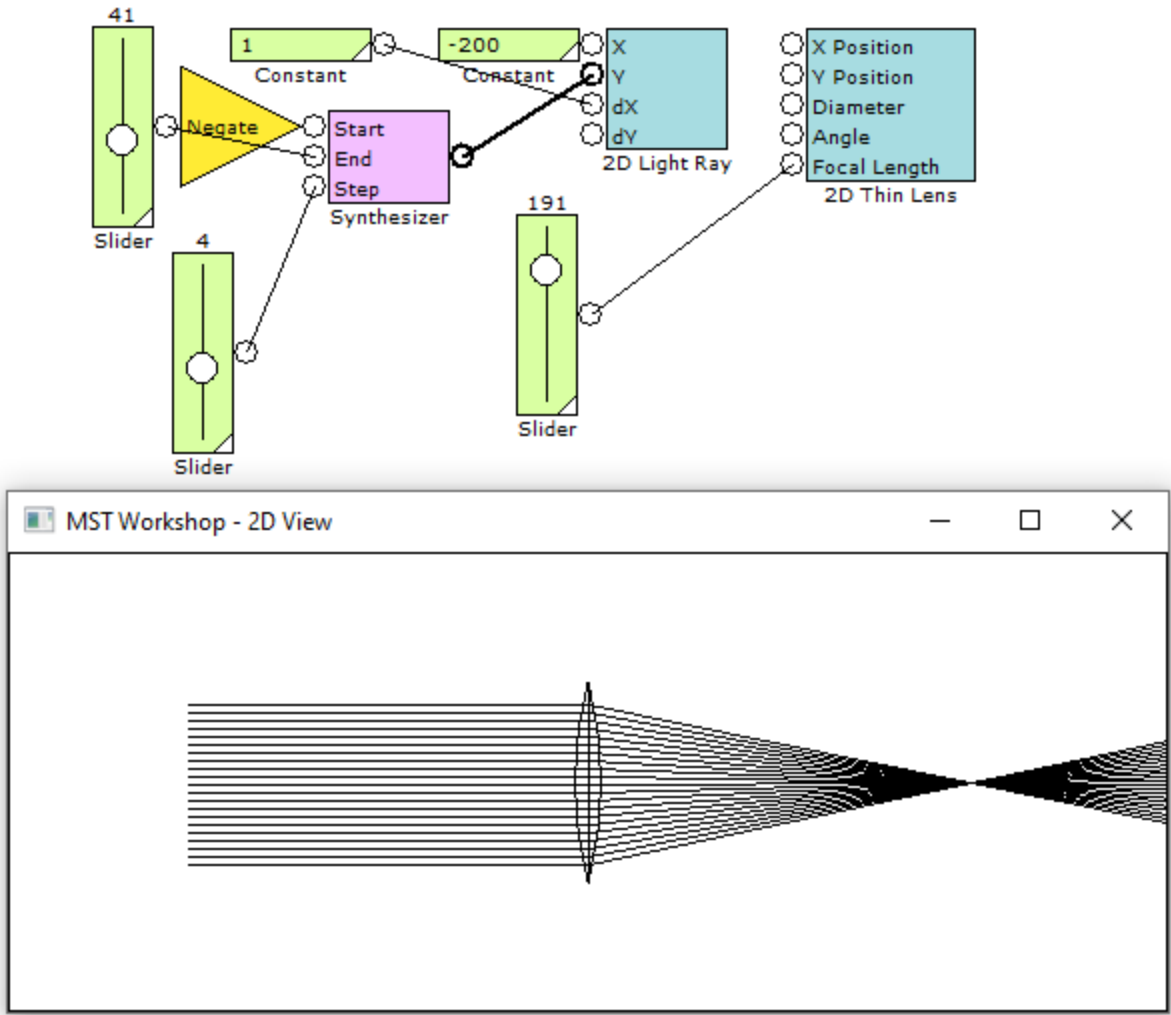 41
1
-200
X
X Position
Constant
Constant
Y
Y Position
dX
Diameter
Negate
Start
dY
Angle
End
2D Light Ray
Focal Length
Step
2D Thin Lens
Synthesizer
191
Slider
4
Slider
Slider
MST Workshop - 2D View